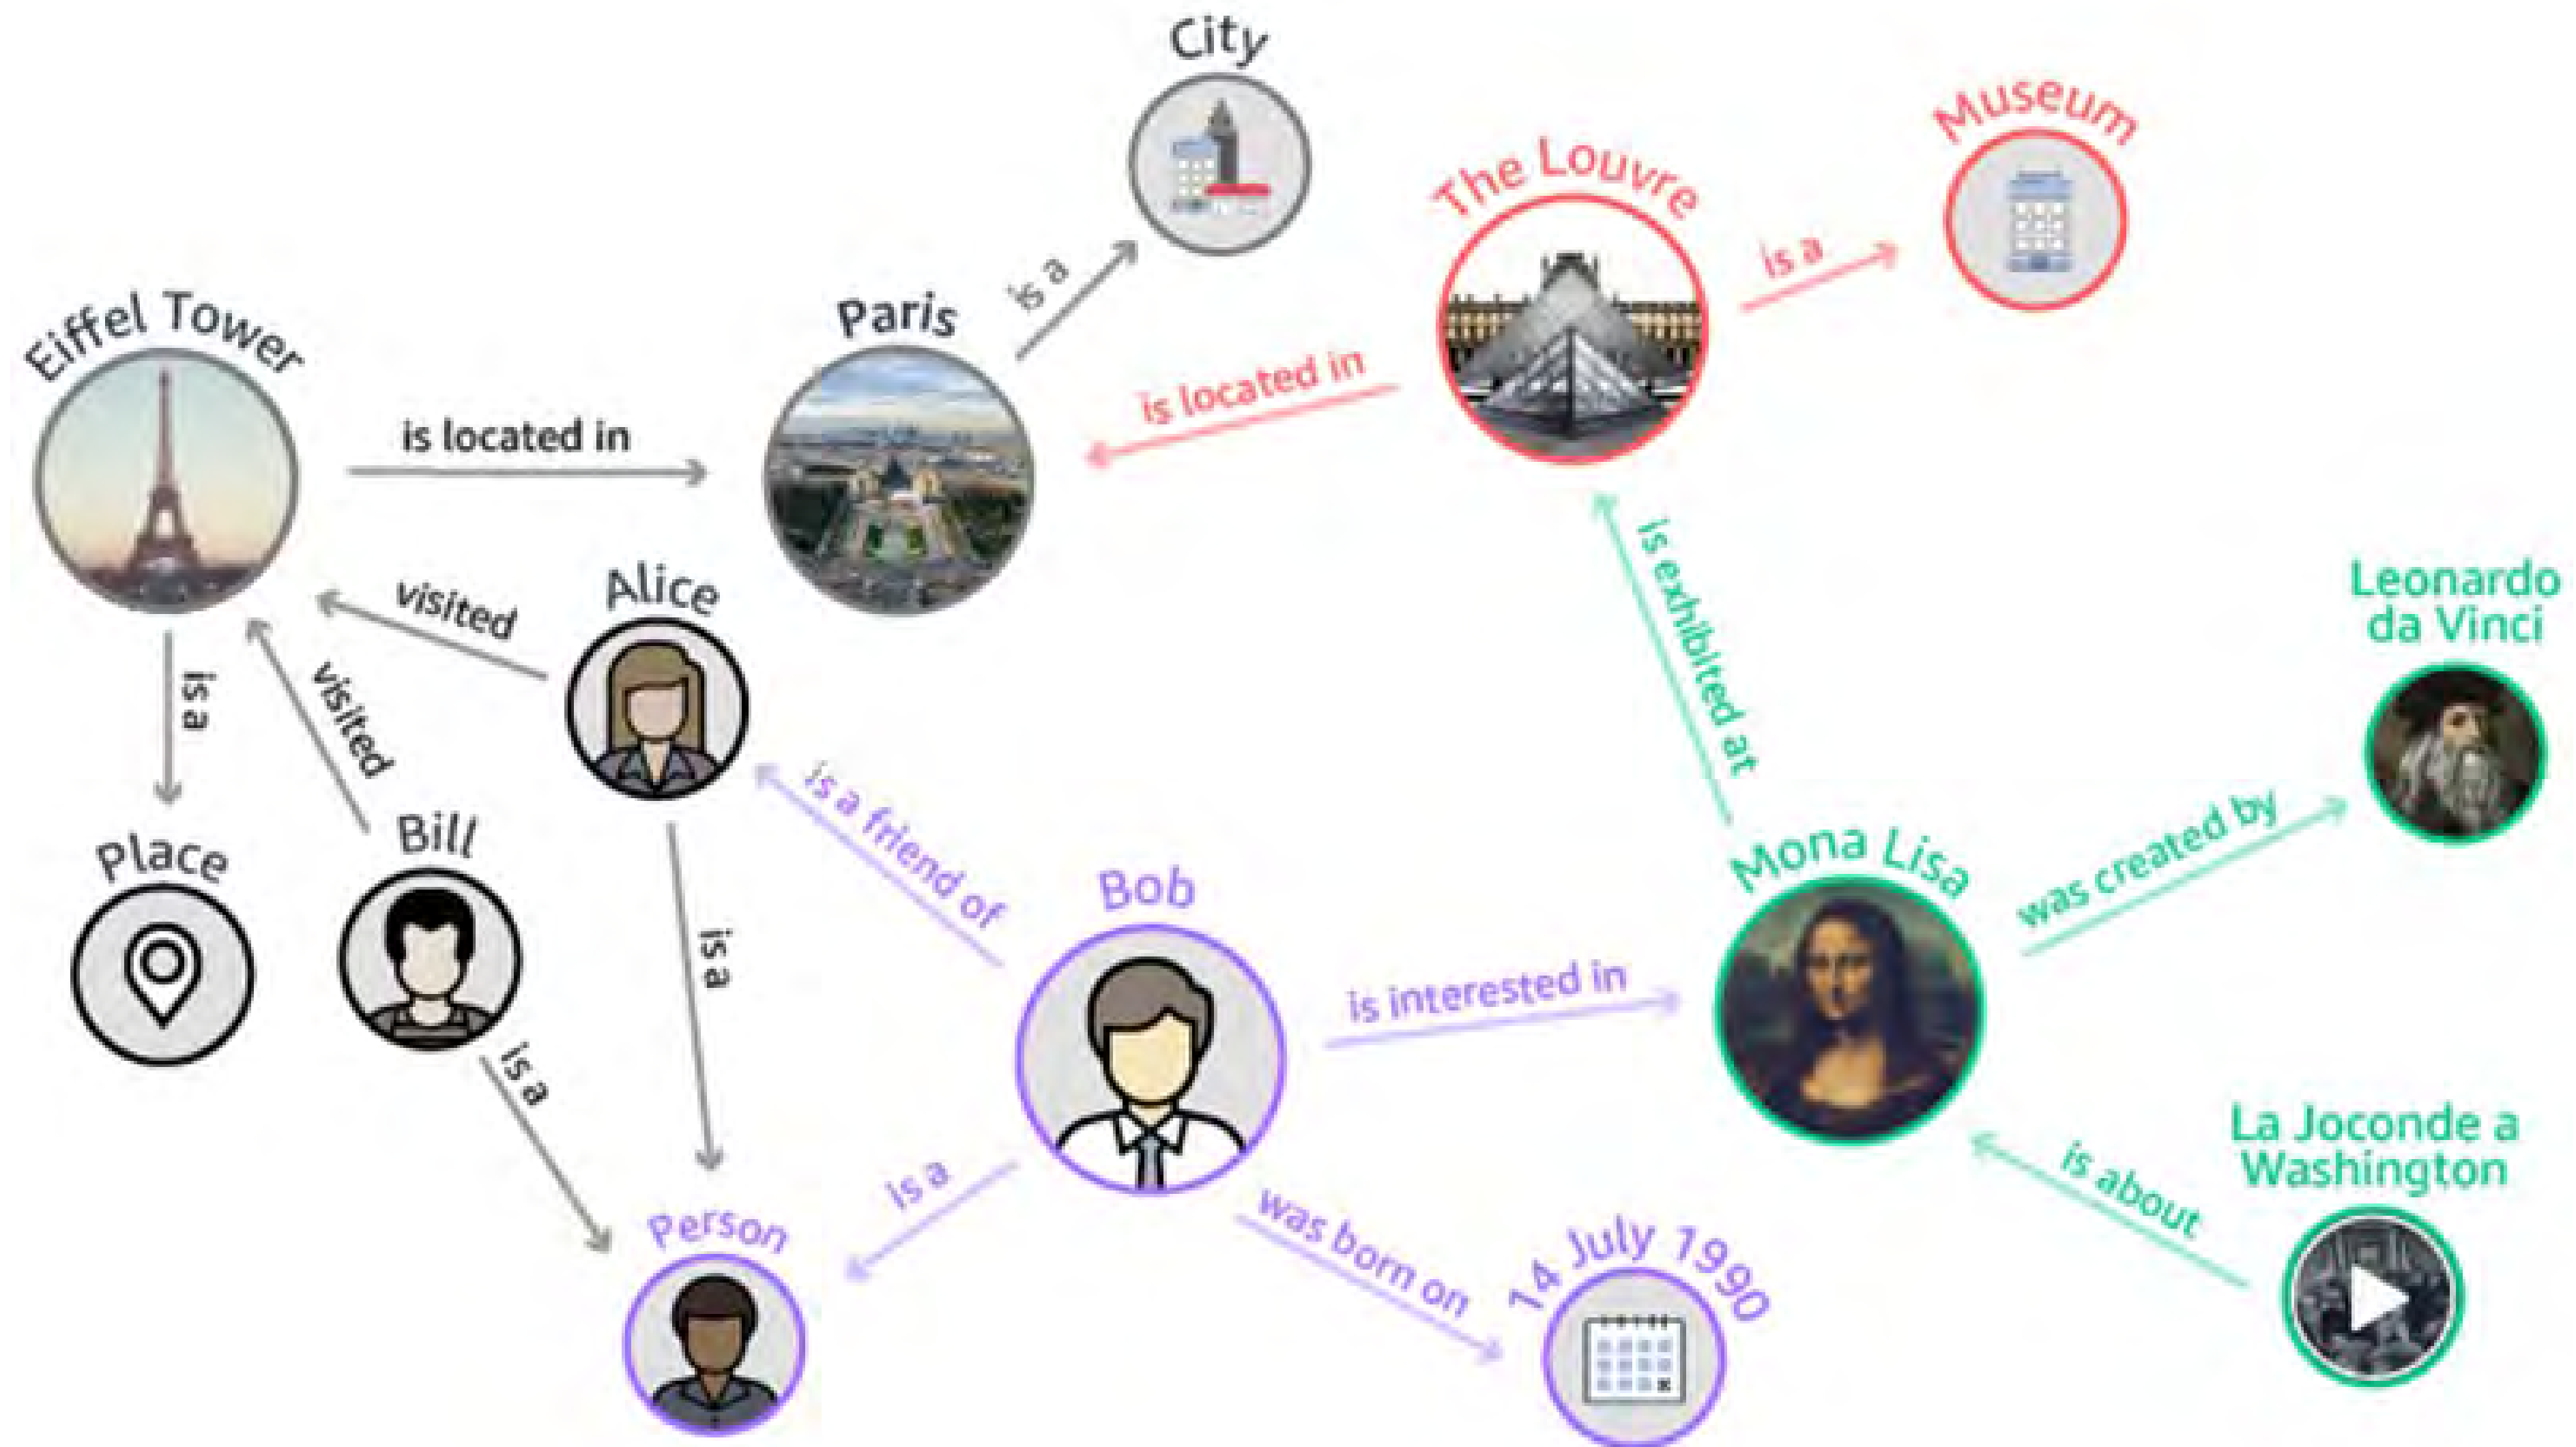 City
Museum
The Louvre
is a
is a
Eiffel Tower
Paris
is located in
is located in
visited
Alice
is exhibited at
Leonardo
da Vinci
is a
visited
is a friend of
Place
Bill
Bob
Mona Lisa
was created by
is a
is interested in
is a
La Joconde a
Washington
is about
is a
Person
was born on
14 July 1990